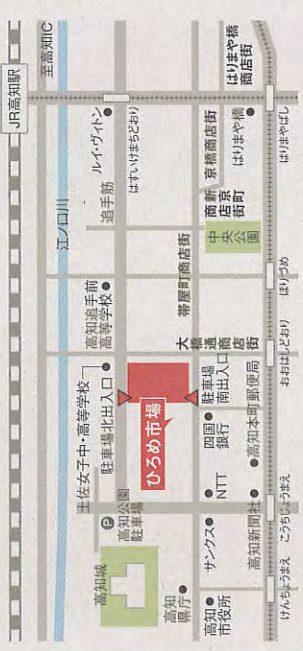 JR高知駅
至高知IC
江ノ口川
ルイ・ヴィトン
追手筋
はすいけまちどおり
はりまや橋
商店街
はりまや橋
はりまやばし
京橋商店街
新京町
商店街
中央
公園
帯屋町商店街
ほりづめ
高知追手前
高等学校
大橋通商店街
おおはしどおり
土佐女子中・高等学校
駐車場北出入口
駐車場
南出入口
ひろめ市場
四国
銀行
高知本町郵便局
NTT
高知新聞社
こうちじょうまえ
P
高知公園
駐車場
高知城
サンクス
高知
県庁
高知
市役所
けんちょうまえ